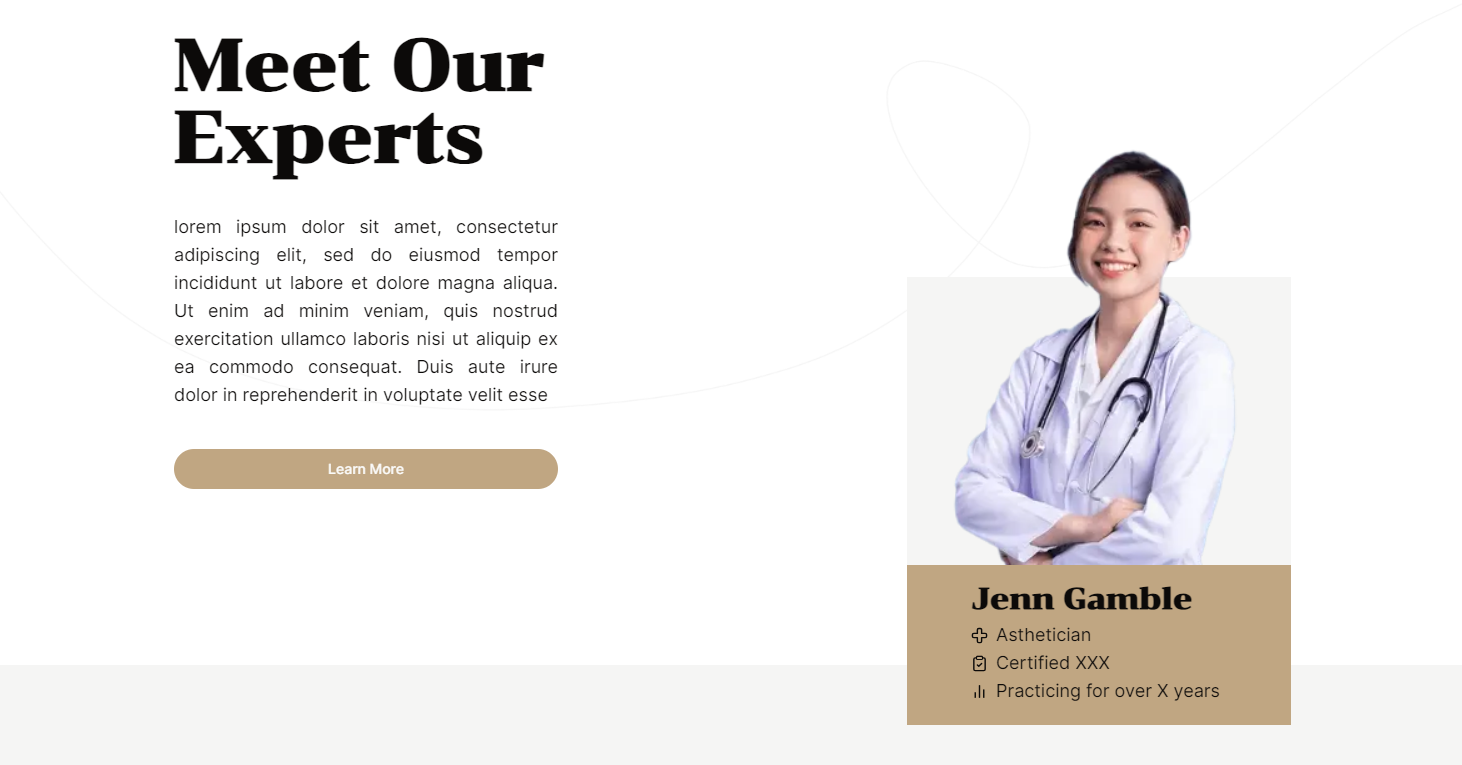 Meet Our
Experts
lorem ipsum dolor sit amet, consectetur
adipiscing elit, sed do eiusmod tempor
incididunt ut labore et dolore magna aliqua.
Ut enim ad minim veniam, quis nostrud
exercitation ullamco laboris nisi ut aliquip ex
ea commodo consequat. Duis aute irure
dolor in reprehenderit in voluptate velit esse
Learn More
Jenn Gamble
Asthetician
Certified XXX
Practicing for over X years